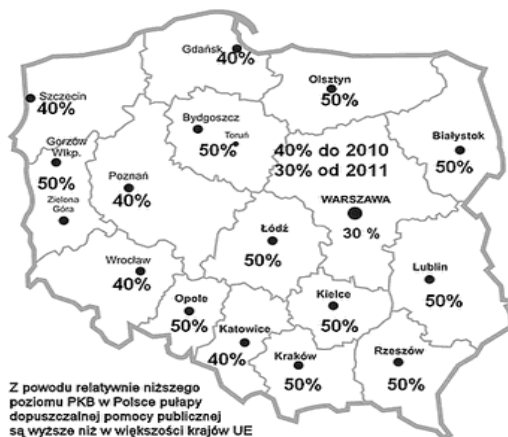 Gdańsk
40%
Olsztyn
50%
Szczecin
40%
Bydgoszcz
Toruń
50%
Białystok
50%
Gorzów
Wlkp.
50%
Zielona
Góra
Poznań
40%
40% do 2010
30% od 2011
WARSZAWA
30 %
Łódź
50%
Wrocław
40%
Lublin
50%
Opole
50%
Kielce
50%
Katowice
40%
Kraków
50%
Rzeszów
50%
Z powodu relatywnie niższego
poziomu PKB w Polsce pułapy
dopuszczalnej pomocy publicznej
są wyższe niż w większości krajów UE